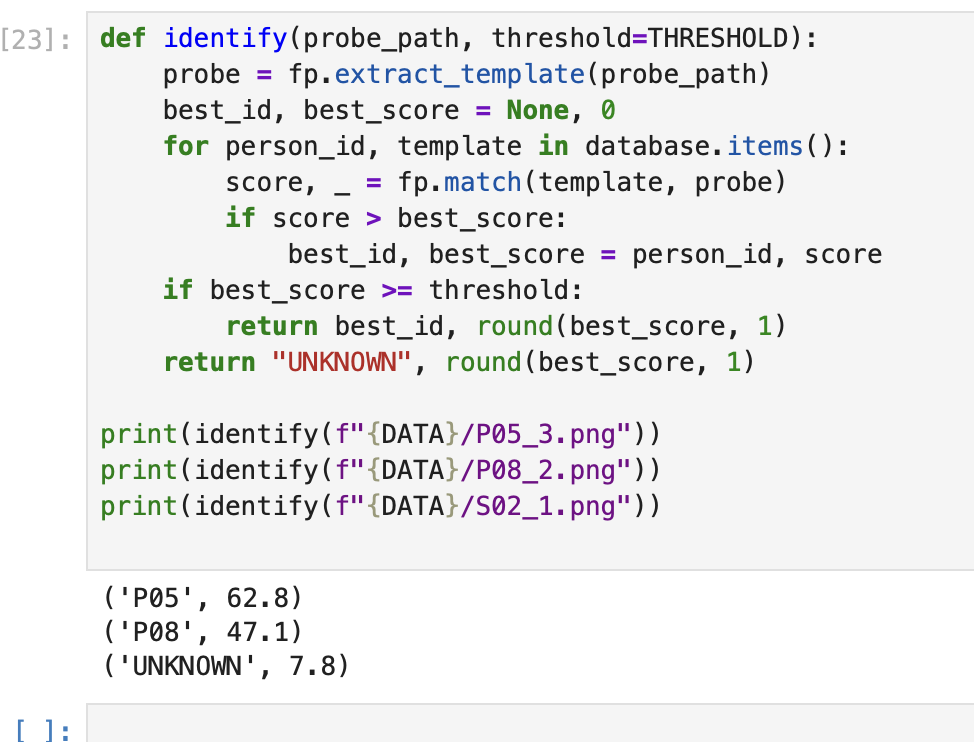 [23]: def identify(probe_path, threshold=THRESHOLD):
    probe = fp.extract_template(probe_path)
    best_id, best_score = None, 0
    for person_id, template in database.items():
        score, _ = fp.match(template, probe)
        if score > best_score:
            best_id, best_score = person_id, score
    if best_score >= threshold:
        return best_id, round(best_score, 1)
    return "UNKNOWN", round(best_score, 1)
print(identify(f"{DATA}/P05_3.png"))
print(identify(f"{DATA}/P08_2.png"))
print(identify(f"{DATA}/S02_1.png"))
('P05', 62.8)
('P08', 47.1)
('UNKNOWN', 7.8)
[ ]: